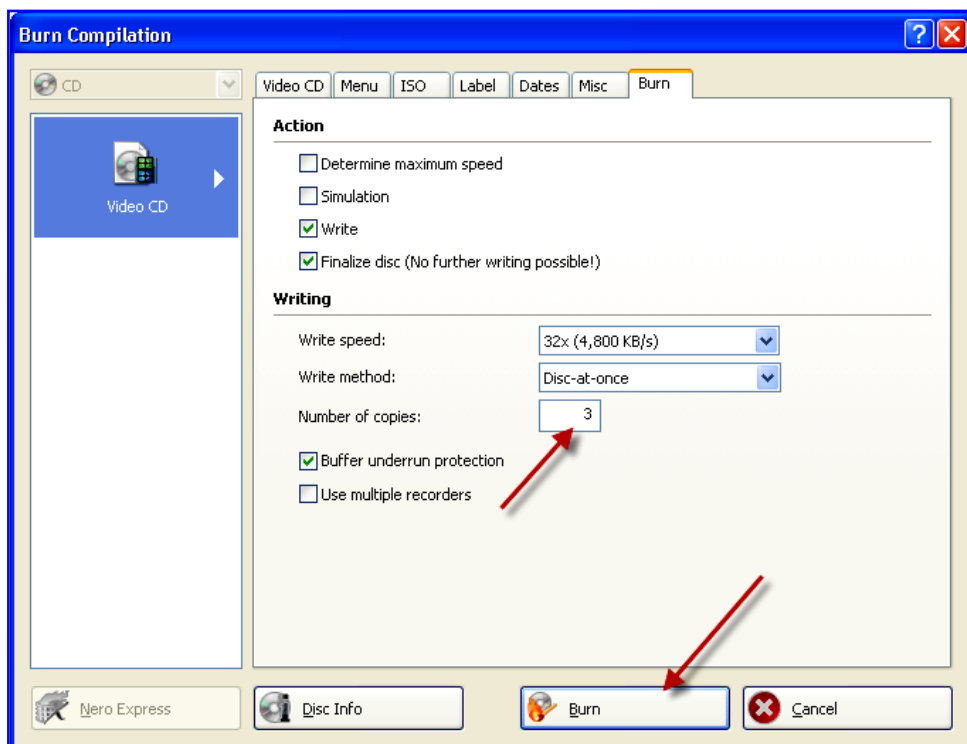 Burn Compilation
CD
Video CD Menu ISO Label Dates Misc Burn
Video CD
Action
Determine maximum speed
Simulation
Write
Finalize disc (No further writing possible!)
Writing
Write speed: 32x (4,800 KB/s)
Write method: Disc-at-once
Number of copies: 3
Buffer underrun protection
Use multiple recorders
Nero Express Disc Info Burn Cancel